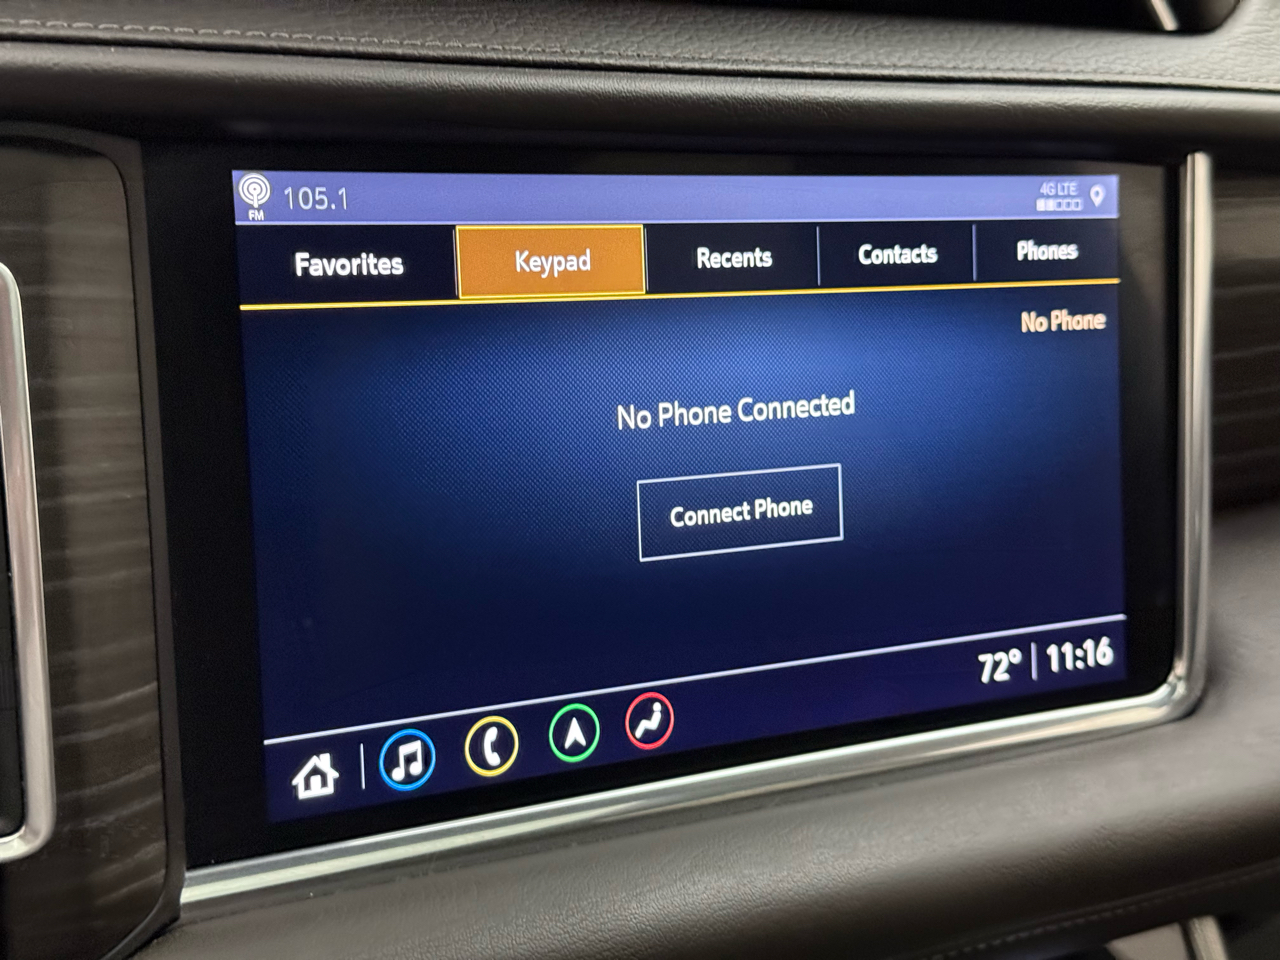 FM 105.1 4G LTE
Favorites Keypad Recents Contacts Phones
No Phone
No Phone Connected
Connect Phone
72° 11:16